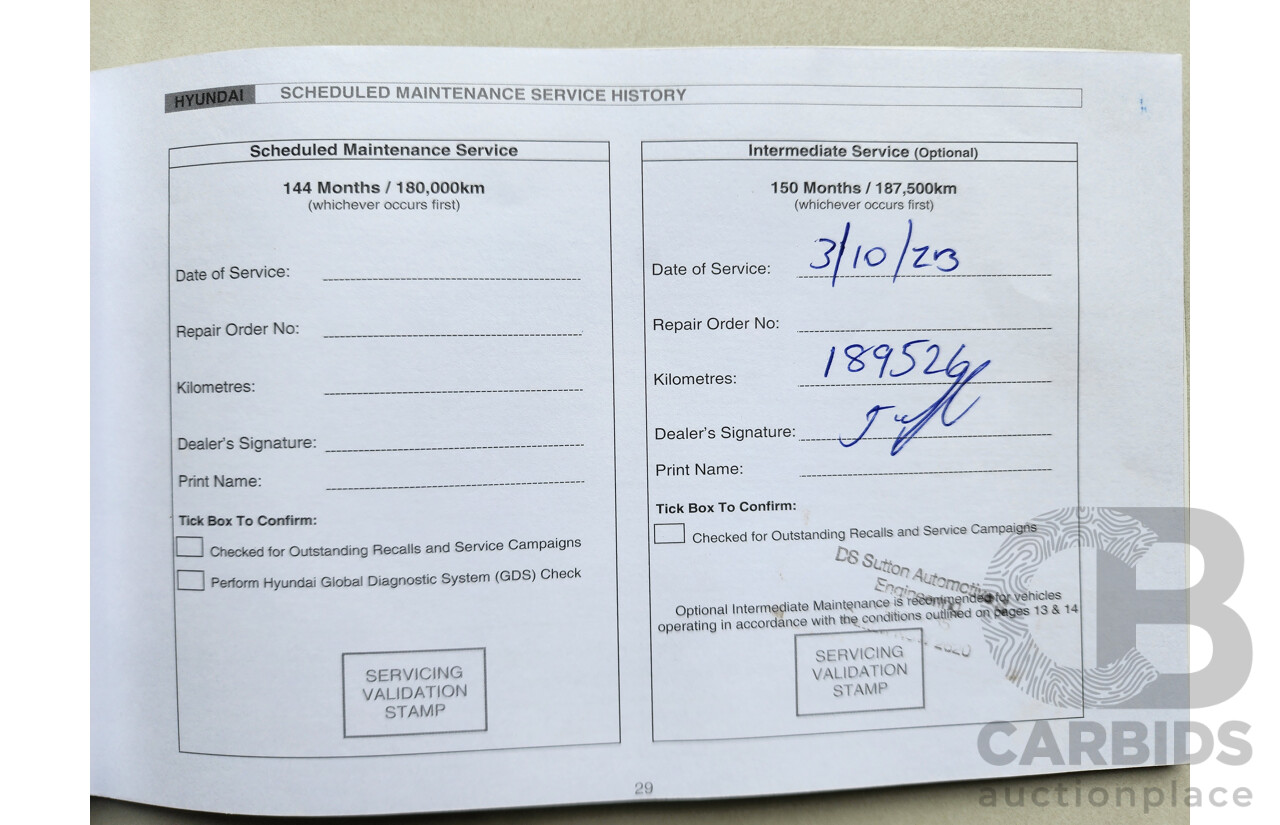 HYUNDAI SCHEDULED MAINTENANCE SERVICE HISTORY
Scheduled Maintenance Service
144 Months / 180,000km
(whichever occurs first)
Date of Service:
Repair Order No:
Kilometres:
Dealer's Signature:
Print Name:
Tick Box To Confirm:
Checked for Outstanding Recalls and Service Campaigns
Perform Hyundai Global Diagnostic System (GDS) Check
SERVICING
VALIDATION
STAMP
Intermediate Service (Optional)
150 Months / 187,500km
(whichever occurs first)
Date of Service: 3/10/23
Repair Order No:
Kilometres: 189526
Dealer's Signature:
Print Name:
Tick Box To Confirm:
Checked for Outstanding Recalls and Service Campaigns
DS Sutton Automotive
Optional Intermediate Maintenance is recommended for vehicles
operating in accordance with the conditions outlined on pages 13 & 14
2020
SERVICING
VALIDATION
STAMP
29
CB
CARBIDS
auctionplace